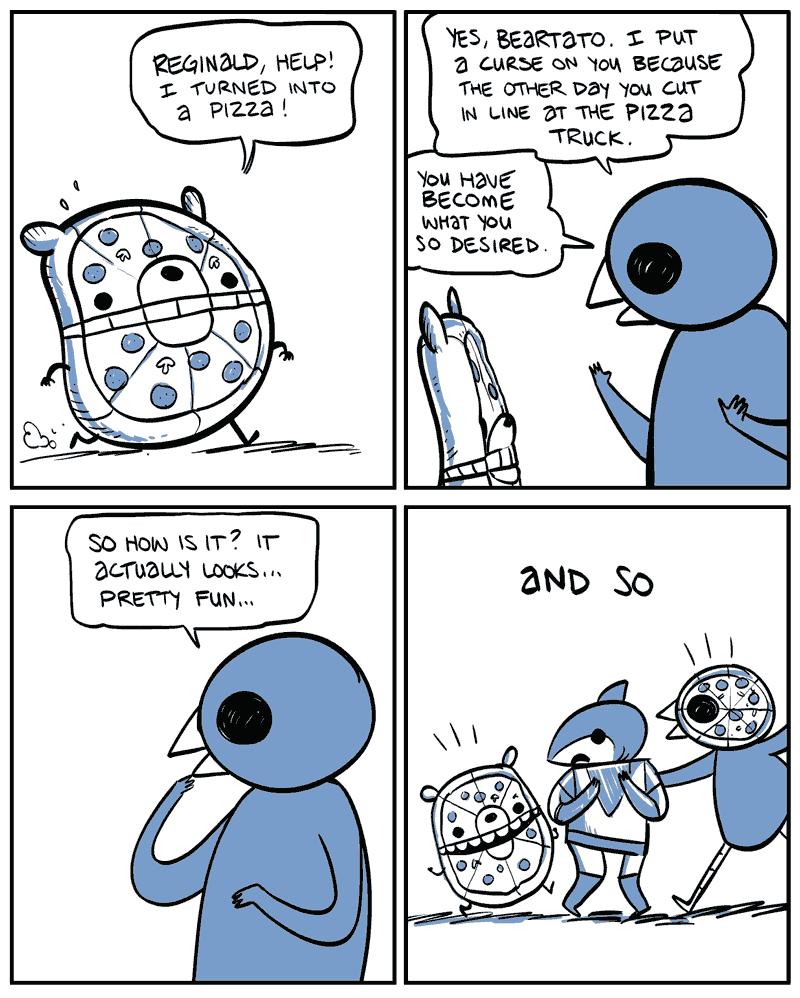 REGINALD, HELP!
I TURNED INTO
A PIZZA!
YES, BEARTATO. I PUT
A CURSE ON YOU BECAUSE
THE OTHER DAY YOU CUT
IN LINE AT THE PIZZA
TRUCK.
YOU HAVE
BECOME
WHAT YOU
SO DESIRED.
SO HOW IS IT? IT
ACTUALLY LOOKS...
PRETTY FUN...
AND SO